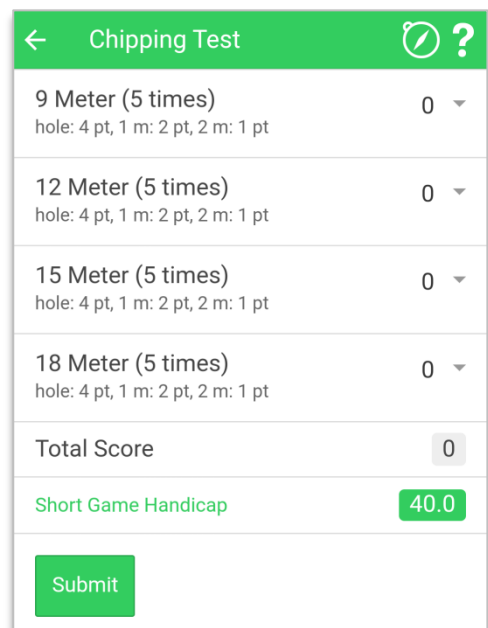 Chipping Test ?
9 Meter (5 times) 0
hole: 4 pt, 1 m: 2 pt, 2 m: 1 pt
12 Meter (5 times) 0
hole: 4 pt, 1 m: 2 pt, 2 m: 1 pt
15 Meter (5 times) 0
hole: 4 pt, 1 m: 2 pt, 2 m: 1 pt
18 Meter (5 times) 0
hole: 4 pt, 1 m: 2 pt, 2 m: 1 pt
Total Score 0
Short Game Handicap 40.0
Submit